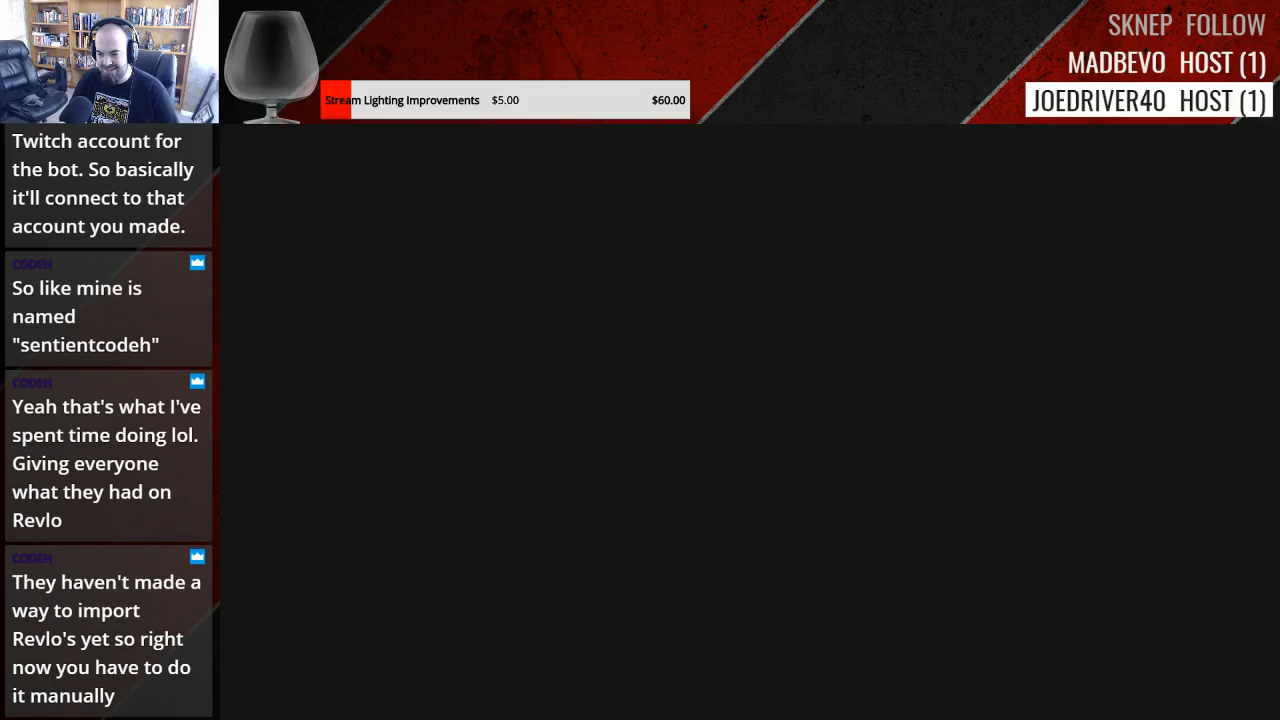 SKNEP FOLLOW
MADBEVO HOST (1)
JOEDRIVER40 HOST (1)
Stream Lighting Improvements $5.00 $60.00
Twitch account for
the bot. So basically
it'll connect to that
account you made.
CODEH
So like mine is
named
"sentientcodeh"
CODEH
Yeah that's what I've
spent time doing lol.
Giving everyone
what they had on
Revlo
CODEH
They haven't made a
way to import
Revlo's yet so right
now you have to do
it manually